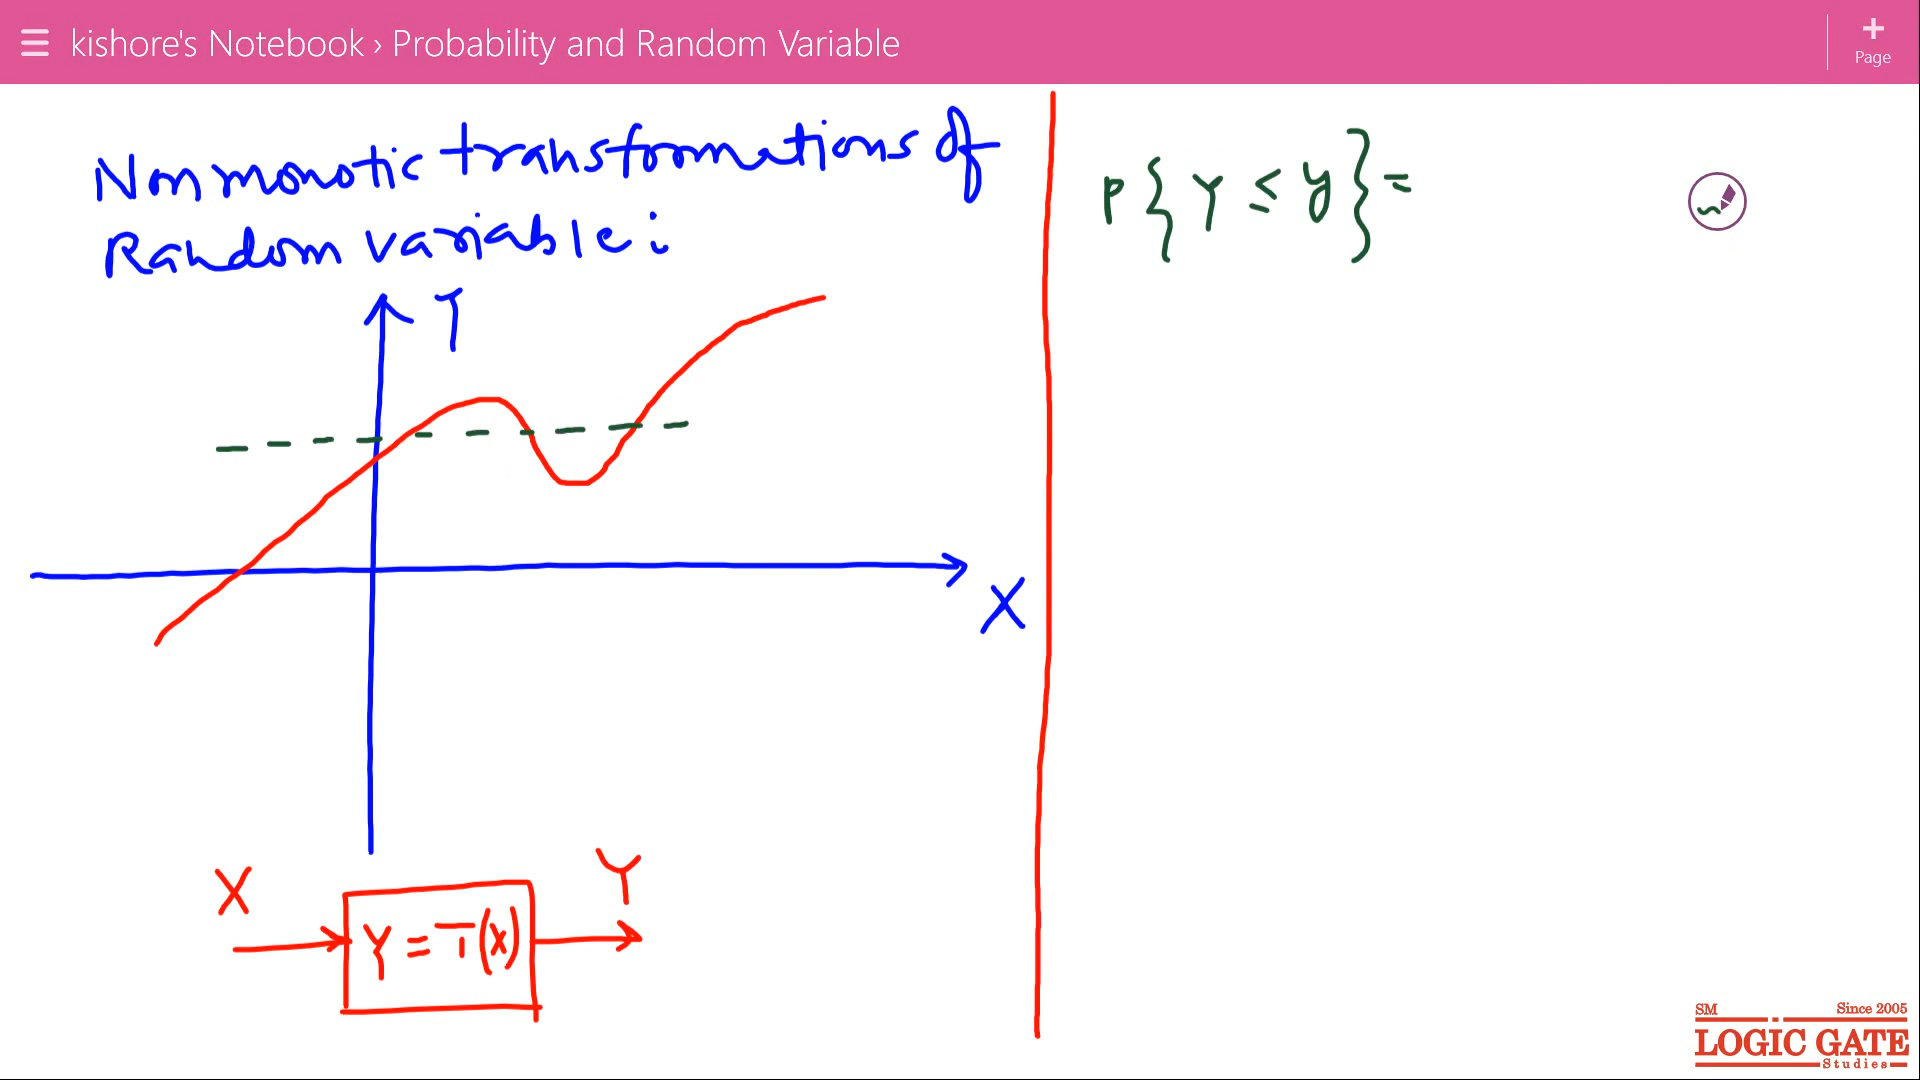 kishore's Notebook › Probability and Random Variable
+
Page
Nonmonotic transformations of
Random variable :
Y
X
X
Y = T(X)
Y
P{ Y ≤ y } =
SM
Since 2005
LOGIC GATE
Studies